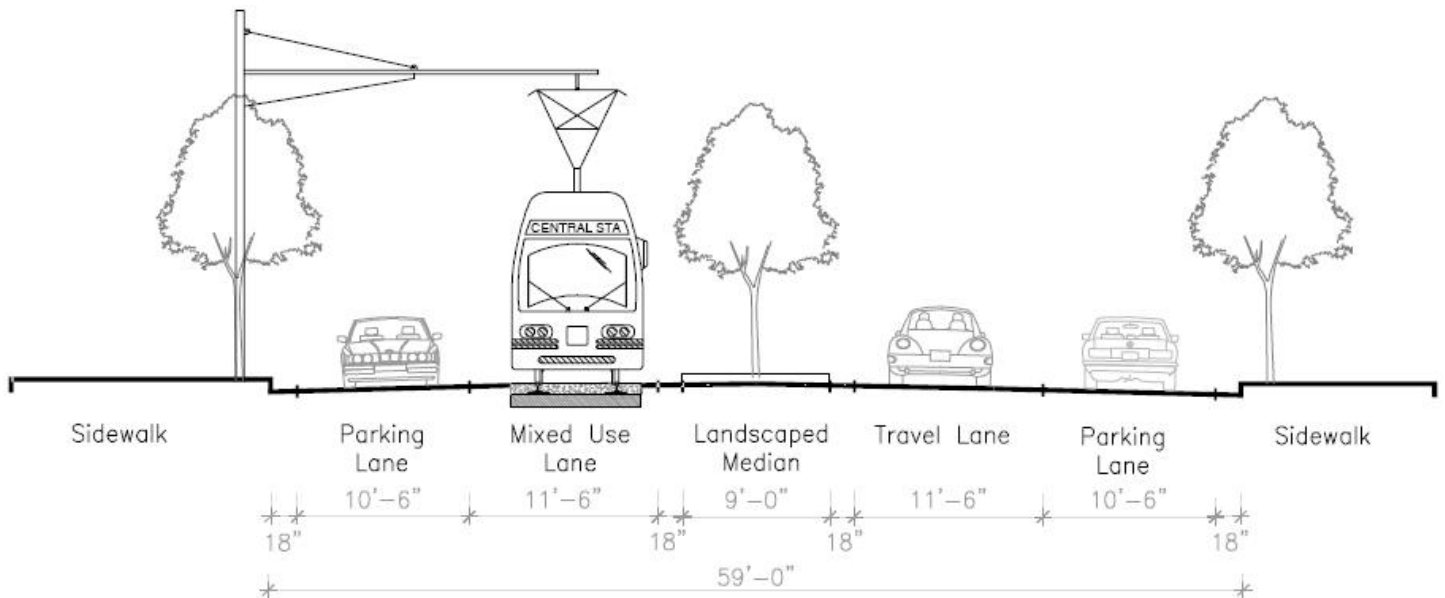 CENTRAL STA
Sidewalk
Parking
Lane
Mixed Use
Lane
Landscaped
Median
Travel Lane
Parking
Lane
Sidewalk
10'-6"
11'-6"
9'-0"
11'-6"
10'-6"
18"
18"
18"
18"
59'-0"